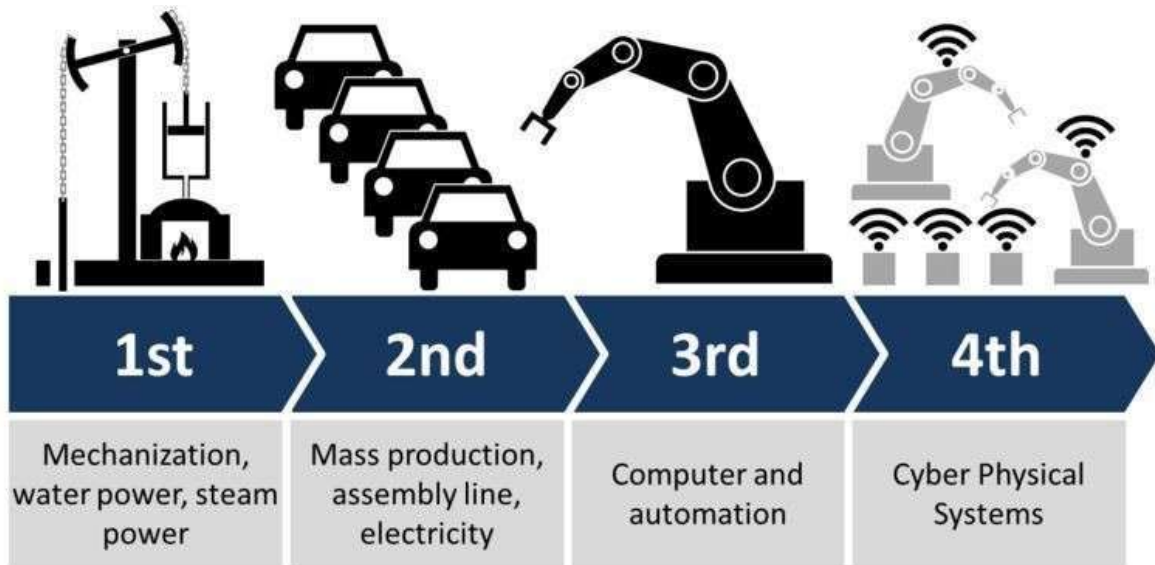 1st
2nd
3rd
4th
Mechanization,
water power, steam
power
Mass production,
assembly line,
electricity
Computer and
automation
Cyber Physical
Systems